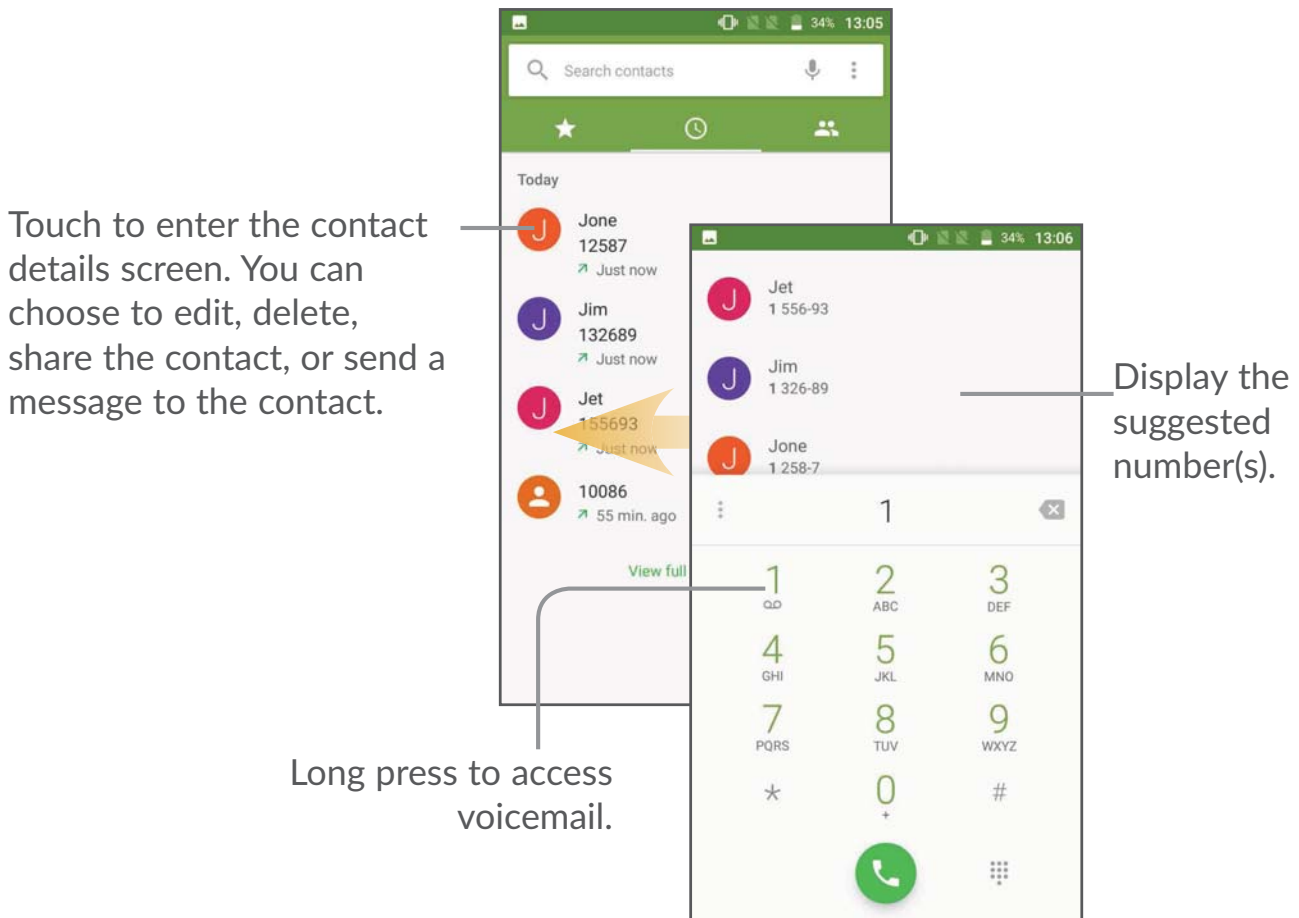 34% 13:05
Search contacts
Today
Jone
12587
Just now
Jim
132689
Just now
Jet
155693
Just now
10086
55 min. ago
View full
Touch to enter the contact
details screen. You can
choose to edit, delete,
share the contact, or send a
message to the contact.
34% 13:06
Jet
1 556-93
Jim
1 326-89
Jone
1 258-7
1
1
2
ABC
3
DEF
4
GHI
5
JKL
6
MNO
7
PQRS
8
TUV
9
WXYZ
*
0
+
#
Display the
suggested
number(s).
Long press to access
voicemail.
J
J
J
J
J
J